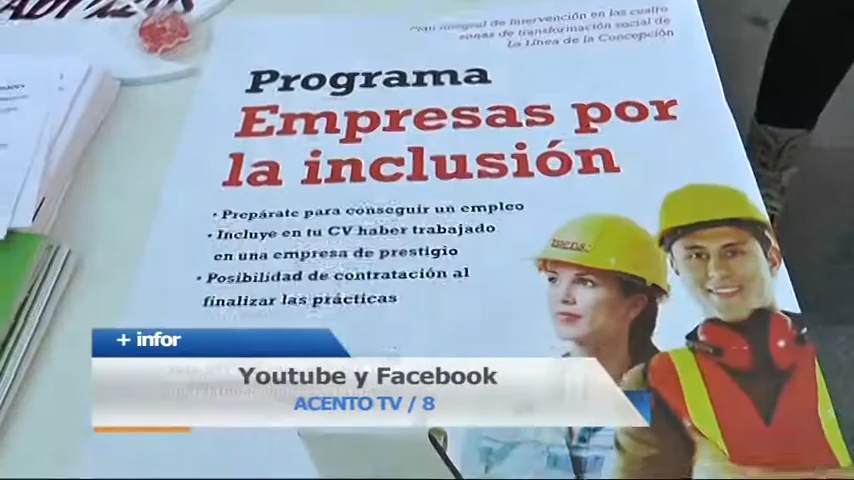 Plan integral de intervención en las cuatro
zonas de transformación social de
La Línea de la Concepción
Programa
Empresas por
la inclusión
· Prepárate para conseguir un empleo
· Incluye en tu CV haber trabajado
en una empresa de prestigio
· Posibilidad de contratación al
finalizar las prácticas
+ infor
Youtube y Facebook
ACENTO TV / 8